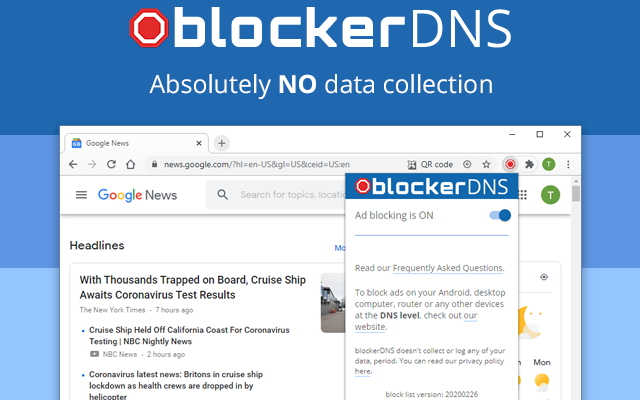 blockerDNS
Absolutely NO data collection
Google News
news.google.com/?hl=en-US&gl=US&ceid=US:en
QR code
Google News
Search for topics, locat
T
T
blockerDNS
Ad blocking is ON
Headlines
Mo
Read our Frequently Asked Questions.
To block ads on your Android, desktop
computer, router or any other devices
at the DNS level, check out our
website.
blockerDNS doesn't collect or log any of your
data, period. You can read our privacy policy
here.
block list version: 20200226
With Thousands Trapped on Board, Cruise Ship
Awaits Coronavirus Test Results
The New York Times • 7 hours ago
Cruise Ship Held Off California Coast For Coronavirus
Testing | NBC Nightly News
NBC News • 2 hours ago
Coronavirus latest news: Britons in cruise ship
lockdown as health crews are dropped in by
helicopter
Mon